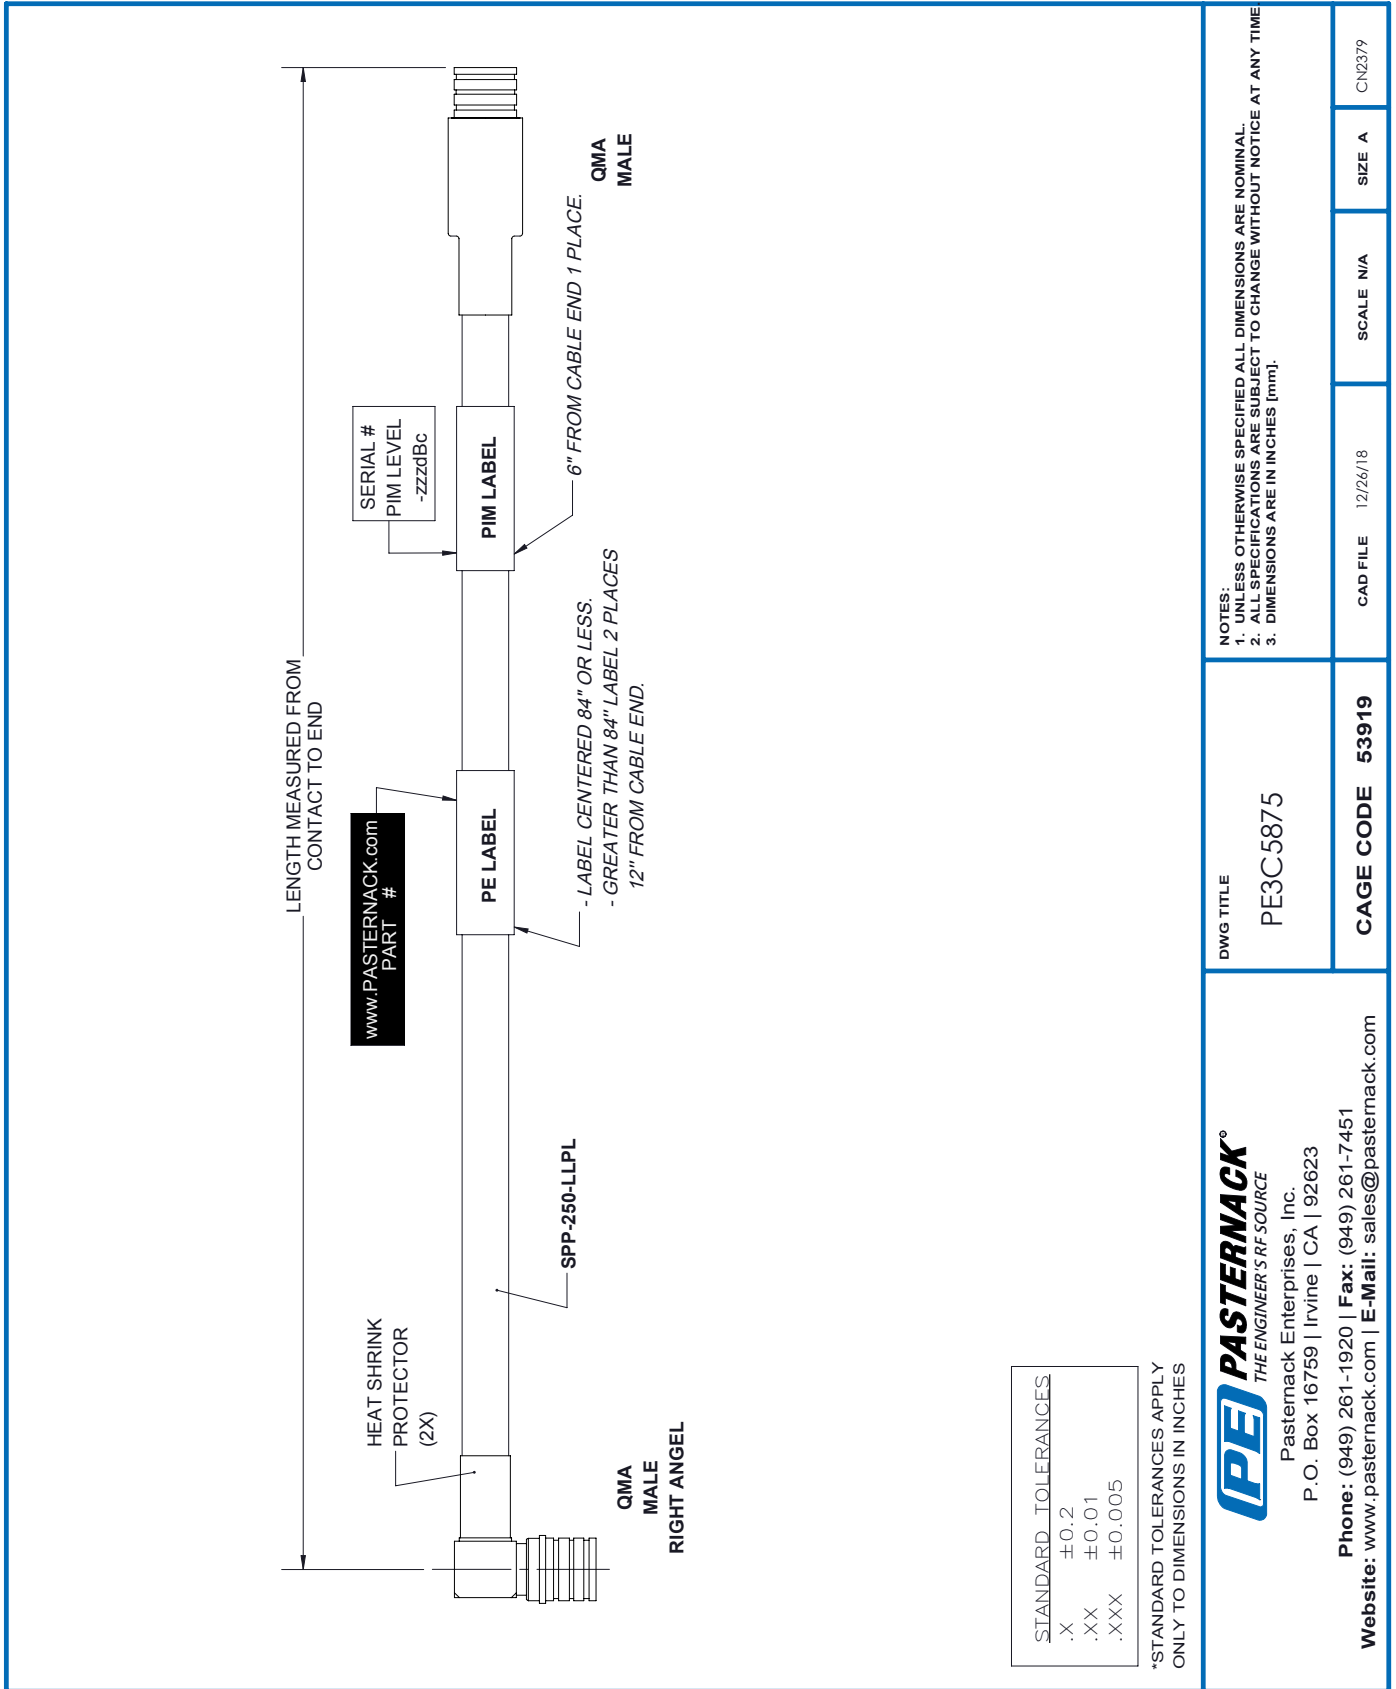 LENGTH MEASURED FROM
CONTACT TO END
HEAT SHRINK
PROTECTOR
(2X)
www.PASTERNACK.com
PART #
SERIAL #
PIM LEVEL
-zzzdBc
PE LABEL
PIM LABEL
SPP-250-LLPL
- LABEL CENTERED 84" OR LESS.
- GREATER THAN 84" LABEL 2 PLACES
12" FROM CABLE END.
6" FROM CABLE END 1 PLACE.
QMA
MALE
RIGHT ANGEL
QMA
MALE
STANDARD TOLERANCES
.X ±0.2
.XX ±0.01
.XXX ±0.005
*STANDARD TOLERANCES APPLY
ONLY TO DIMENSIONS IN INCHES
PE PASTERNACK®
THE ENGINEER'S RF SOURCE
Pasternack Enterprises, Inc.
P.O. Box 16759 | Irvine | CA | 92623
Phone: (949) 261-1920 | Fax: (949) 261-7451
Website: www.pasternack.com | E-Mail: sales@pasternack.com
DWG TITLE
PE3C5875
CAGE CODE 53919
NOTES:
1. UNLESS OTHERWISE SPECIFIED ALL DIMENSIONS ARE NOMINAL.
2. ALL SPECIFICATIONS ARE SUBJECT TO CHANGE WITHOUT NOTICE AT ANY TIME.
3. DIMENSIONS ARE IN INCHES [mm].
CAD FILE 12/26/18
SCALE N/A
SIZE A
CN2379